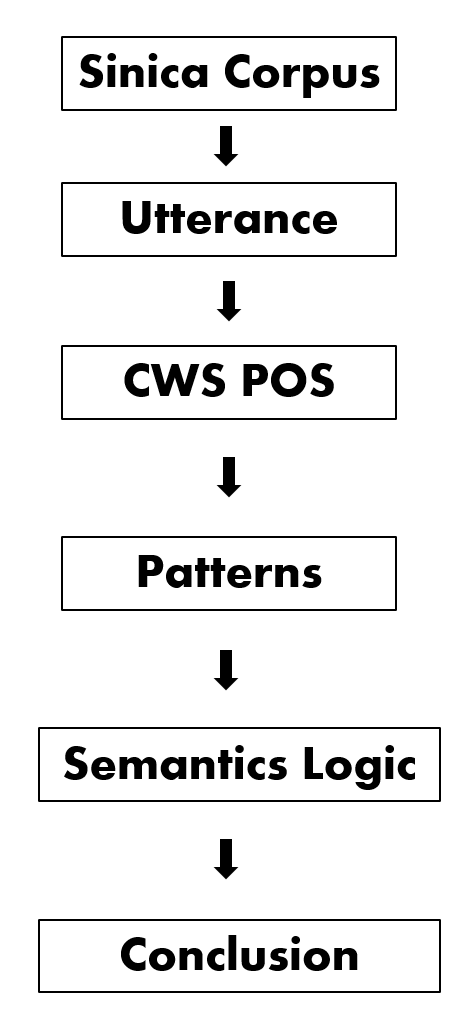 Sinica Corpus
Utterance
CWS POS
Patterns
Semantics Logic
Conclusion